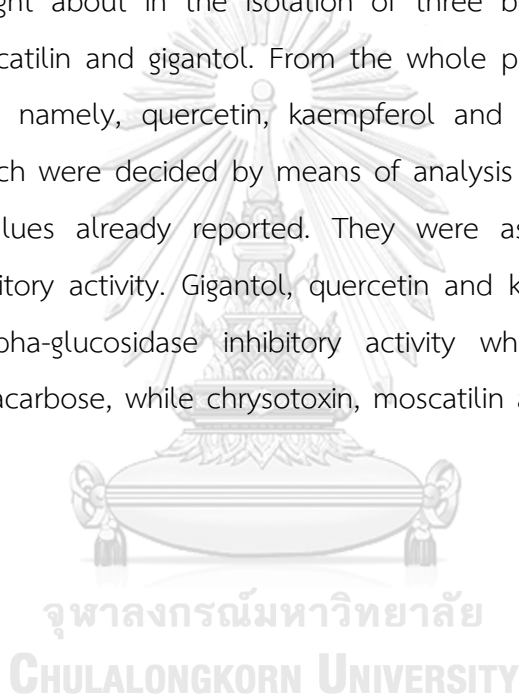 ght about in the isolation of three b
catilin and gigantol. From the whole p
namely, quercetin, kaempferol and
ch were decided by means of analysis
lues already reported. They were as
itory activity. Gigantol, quercetin and k
pha-glucosidase inhibitory activity wh
acarbose, while chrysotoxin, moscatilin a
จุฬาลงกรณ์มหาวิทยาลัย
CHULALONGKORN UNIVERSITY